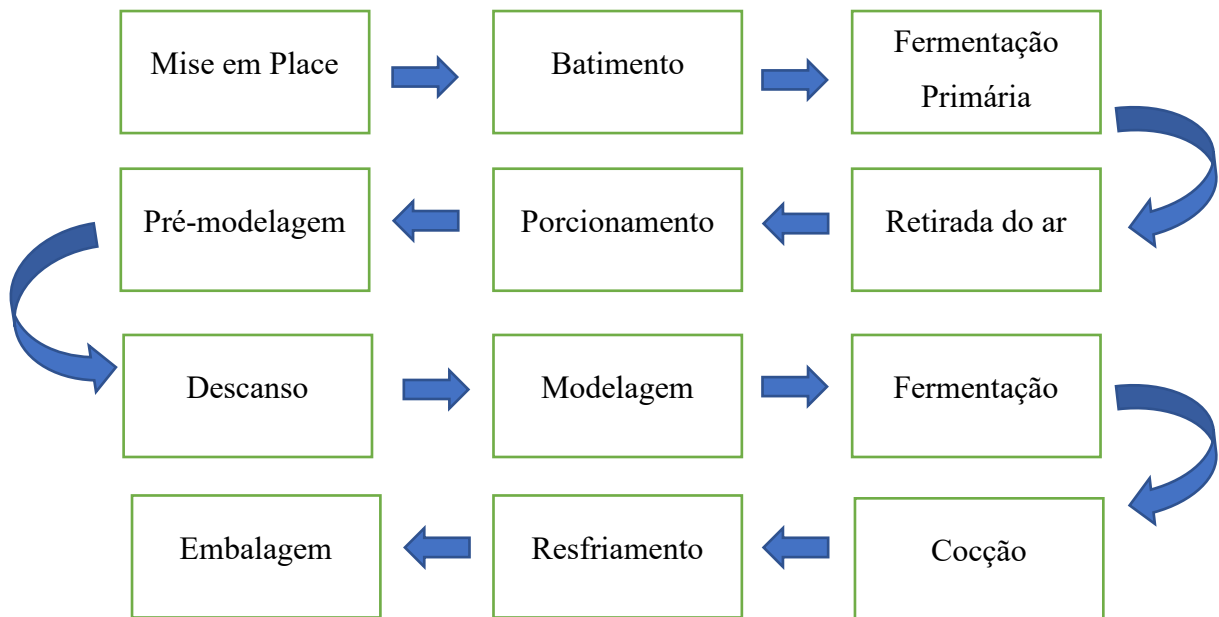 Mise em Place
Batimento
Fermentação
Primária
Retirada do ar
Porcionamento
Pré-modelagem
Descanso
Modelagem
Fermentação
Cocção
Resfriamento
Embalagem